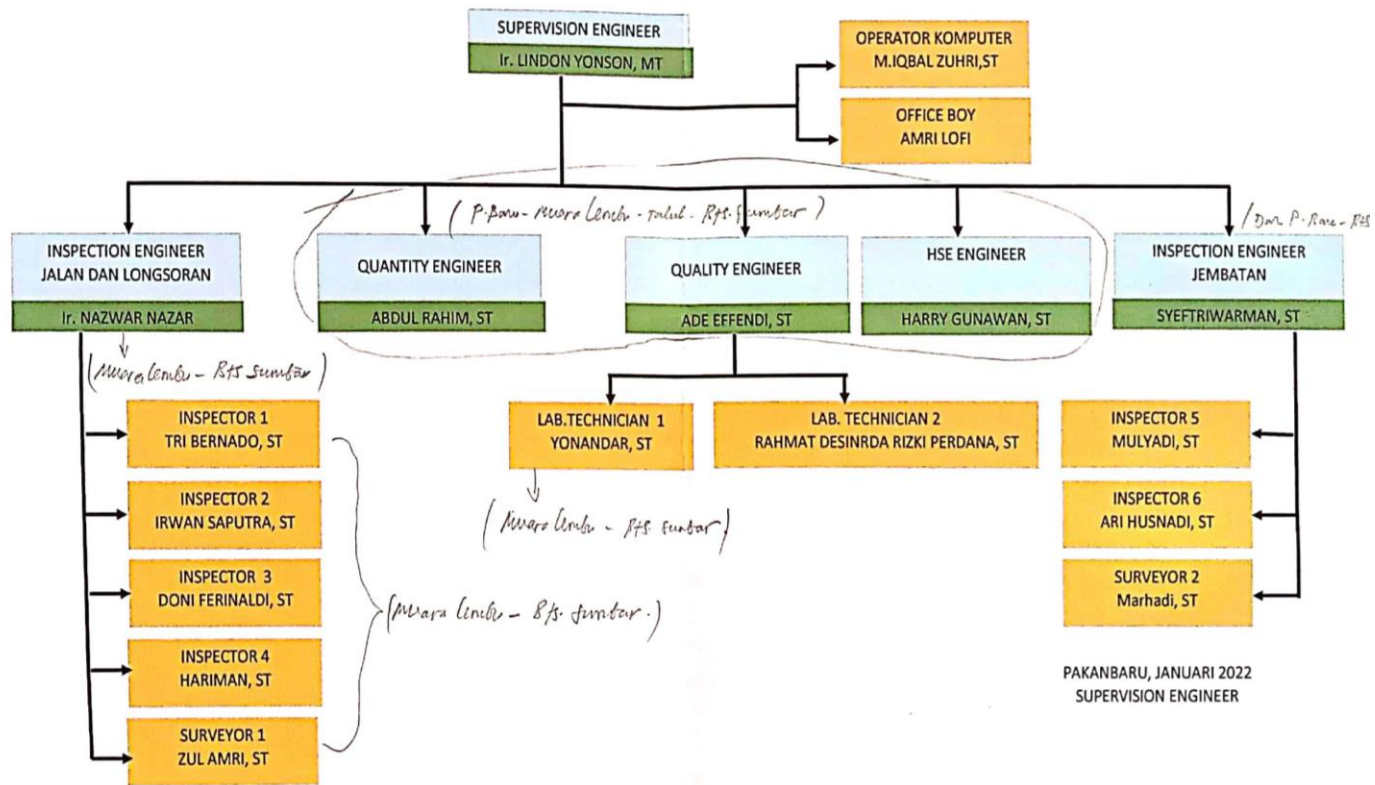 SUPERVISION ENGINEER
Ir. LINDON YONSON, MT
OPERATOR KOMPUTER
M.IQBAL ZUHRI,ST
OFFICE BOY
AMRI LOFI
(P.Baru - Muara Lembu - Taluk - Bts. Sumbar)
/Dari P. Baru - Bts
INSPECTION ENGINEER
JALAN DAN LONGSORAN
Ir. NAZWAR NAZAR
QUANTITY ENGINEER
ABDUL RAHIM, ST
QUALITY ENGINEER
ADE EFFENDI, ST
HSE ENGINEER
HARRY GUNAWAN, ST
INSPECTION ENGINEER
JEMBATAN
SYEFTRIWARMAN, ST
(Muara Lembu - Bts Sumbar)
INSPECTOR 1
TRI BERNADO, ST
INSPECTOR 2
IRWAN SAPUTRA, ST
INSPECTOR 3
DONI FERINALDI, ST
INSPECTOR 4
HARIMAN, ST
SURVEYOR 1
ZUL AMRI, ST
(Muara Lembu - Bts. Sumbar.)
LAB.TECHNICIAN 1
YONANDAR, ST
(Muara Lembu - Bts. Sumbar)
LAB. TECHNICIAN 2
RAHMAT DESINRDA RIZKI PERDANA, ST
INSPECTOR 5
MULYADI, ST
INSPECTOR 6
ARI HUSNADI, ST
SURVEYOR 2
Marhadi, ST
PAKANBARU, JANUARI 2022
SUPERVISION ENGINEER